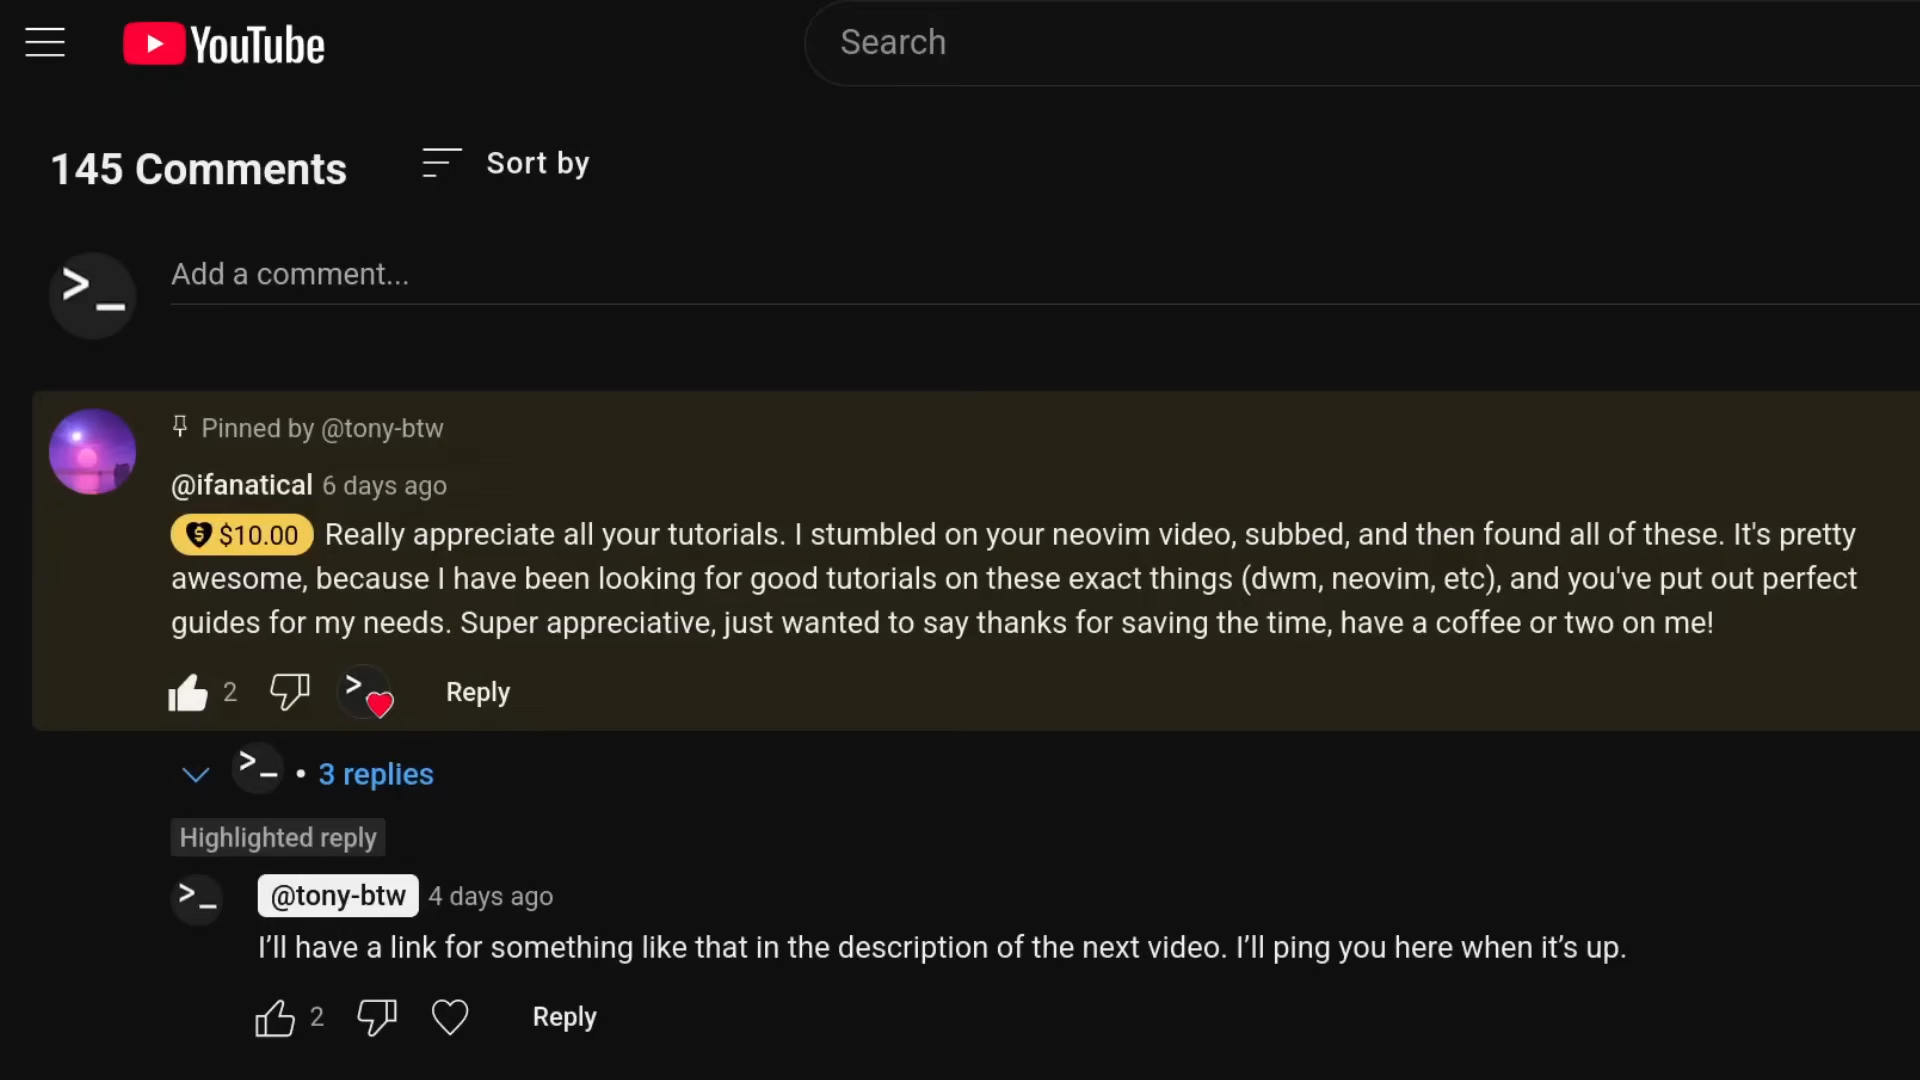 YouTube
Search
145 Comments
Sort by
>_
Add a comment...
Pinned by @tony-btw
@ifanatical 6 days ago
$10.00 Really appreciate all your tutorials. I stumbled on your neovim video, subbed, and then found all of these. It's pretty
awesome, because I have been looking for good tutorials on these exact things (dwm, neovim, etc), and you've put out perfect
guides for my needs. Super appreciative, just wanted to say thanks for saving the time, have a coffee or two on me!
2 > Reply
>_ • 3 replies
Highlighted reply
>_ @tony-btw 4 days ago
I’ll have a link for something like that in the description of the next video. I’ll ping you here when it’s up.
2 Reply